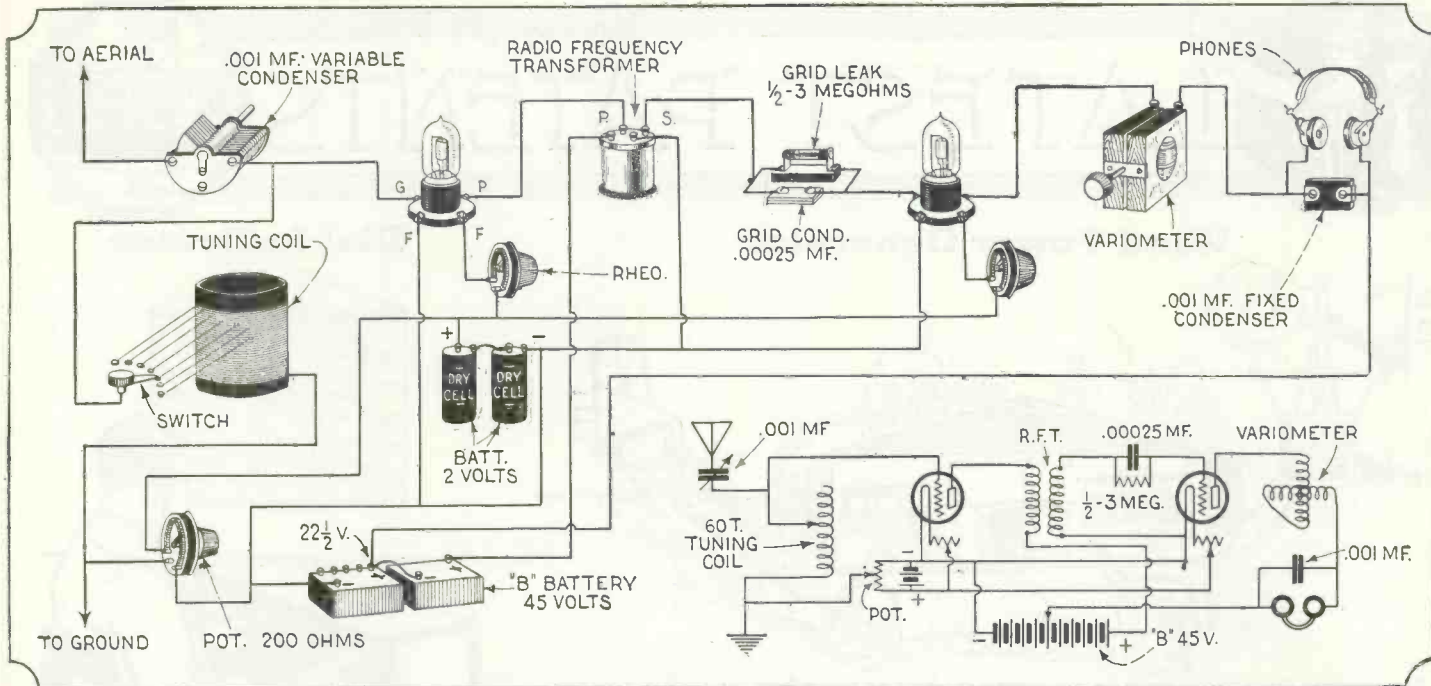 TO AERIAL
.001 MF. VARIABLE
CONDENSER
RADIO FREQUENCY
TRANSFORMER
GRID LEAK
½-3 MEGOHMS
PHONES
P. S.
G P
F F
TUNING COIL
RHEO.
GRID COND.
.00025 MF.
VARIOMETER
.001 MF. FIXED
CONDENSER
+ -
DRY
CELL
DRY
CELL
SWITCH
BATT.
2 VOLTS
22½ V.
- + - +
"B" BATTERY
45 VOLTS
TO GROUND
POT. 200 OHMS
.001 MF
R.F.T.
.00025 MF.
VARIOMETER
½-3 MEG.
60 T.
TUNING
COIL
.001 MF.
-
+
POT.
- +
"B" 45 V.